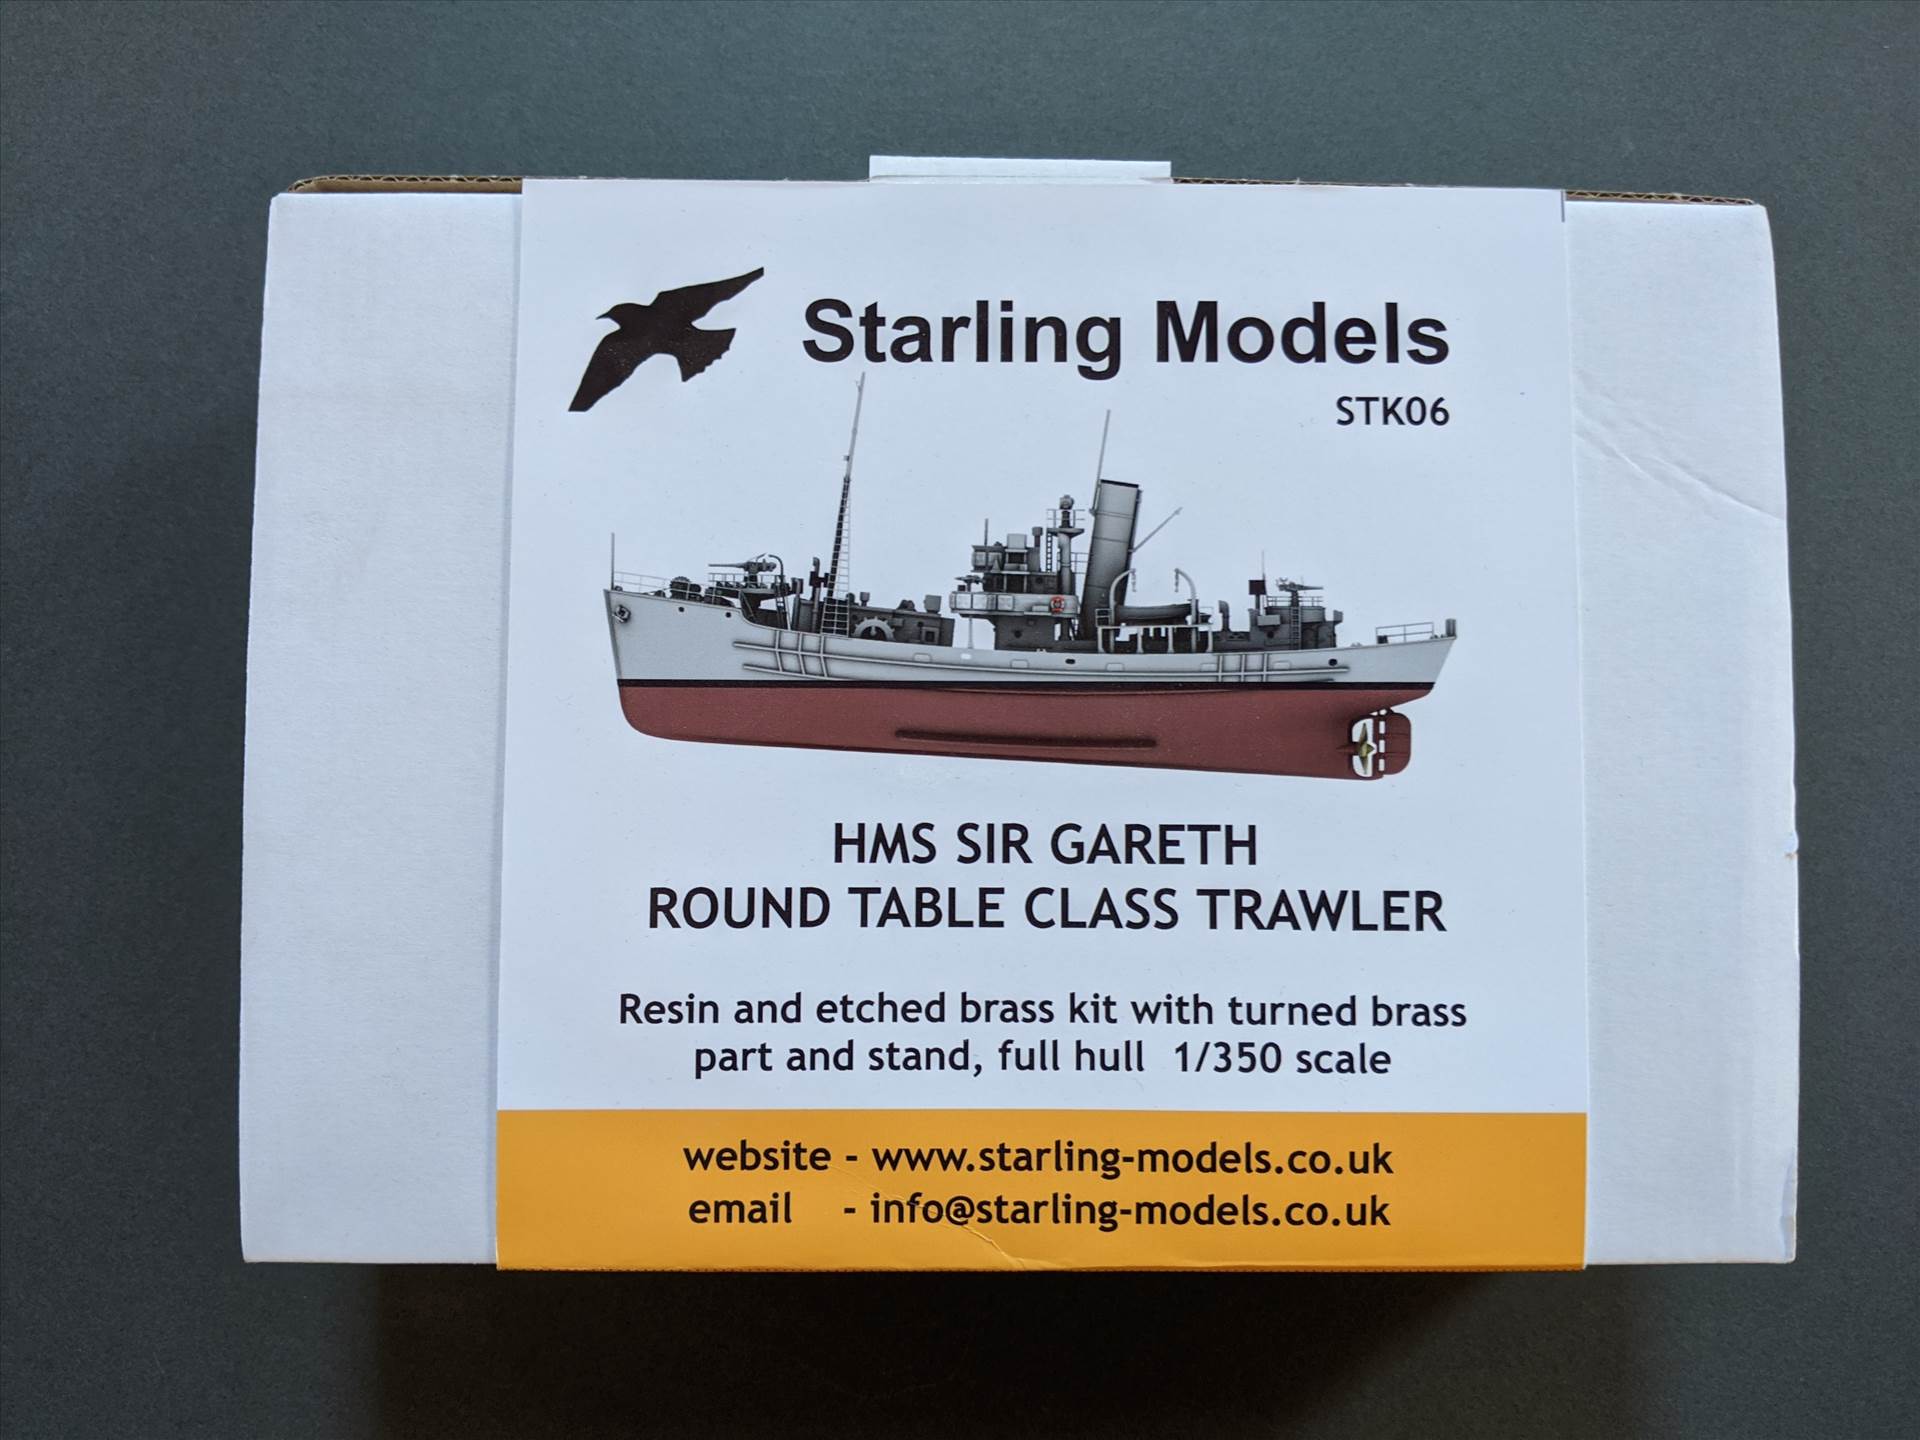 Starling Models
STK06
HMS SIR GARETH
ROUND TABLE CLASS TRAWLER
Resin and etched brass kit with turned brass
part and stand, full hull 1/350 scale
website - www.starling-models.co.uk
email - info@starling-models.co.uk